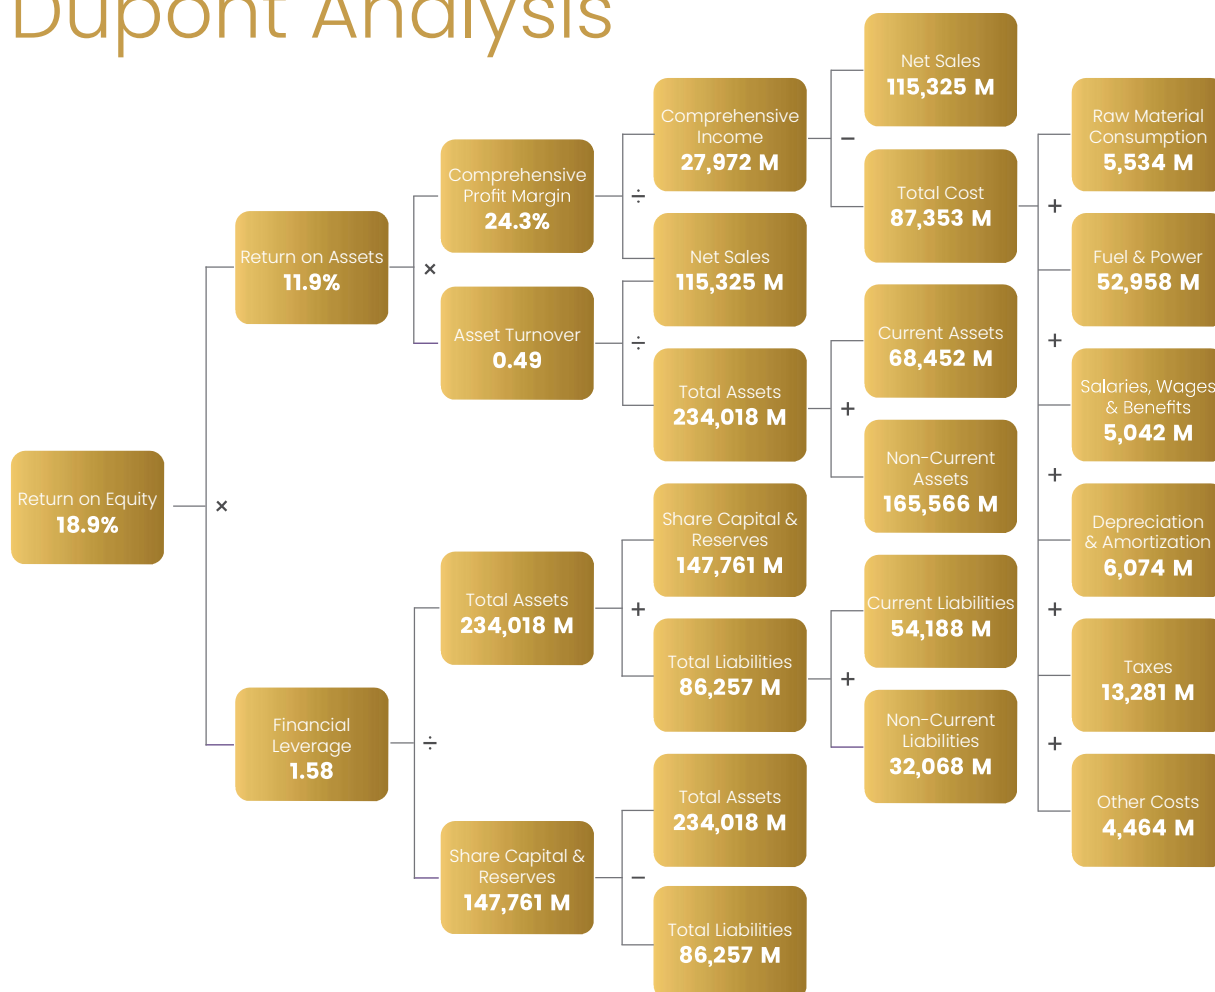 Dupont Analysis
Return on Equity
18.9%
×
Return on Assets
11.9%
×
Financial
Leverage
1.58
÷
Comprehensive
Profit Margin
24.3%
÷
Asset Turnover
0.49
÷
Total Assets
234,018 M
+
Share Capital &
Reserves
147,761 M
−
Comprehensive
Income
27,972 M
−
Net Sales
115,325 M
Total Assets
234,018 M
+
Share Capital &
Reserves
147,761 M
Total Liabilities
86,257 M
+
Total Assets
234,018 M
Total Liabilities
86,257 M
Net Sales
115,325 M
Total Cost
87,353 M
Current Assets
68,452 M
Non-Current
Assets
165,566 M
Current Liabilities
54,188 M
Non-Current
Liabilities
32,068 M
Raw Material
Consumption
5,534 M
+
Fuel & Power
52,958 M
+
Salaries, Wages
& Benefits
5,042 M
+
Depreciation
& Amortization
6,074 M
+
Taxes
13,281 M
+
Other Costs
4,464 M